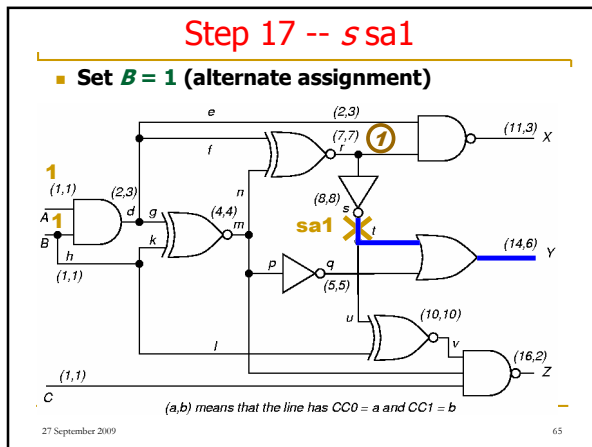 Step 17 -- s sa1
Set B = 1 (alternate assignment)
e
(2,3)
(11,3)
X
f
(7,7)
r
1
1
(1,1)
(2,3)
n
(8,8)
A
1
d
g
(4,4)
m
s
sa1
t
(14,6)
B
k
Y
h
(1,1)
p
q
(5,5)
(10,10)
u
v
l
(16,2)
(1,1)
Z
C
(a,b) means that the line has CC0 = a and CC1 = b
27 September 2009
65